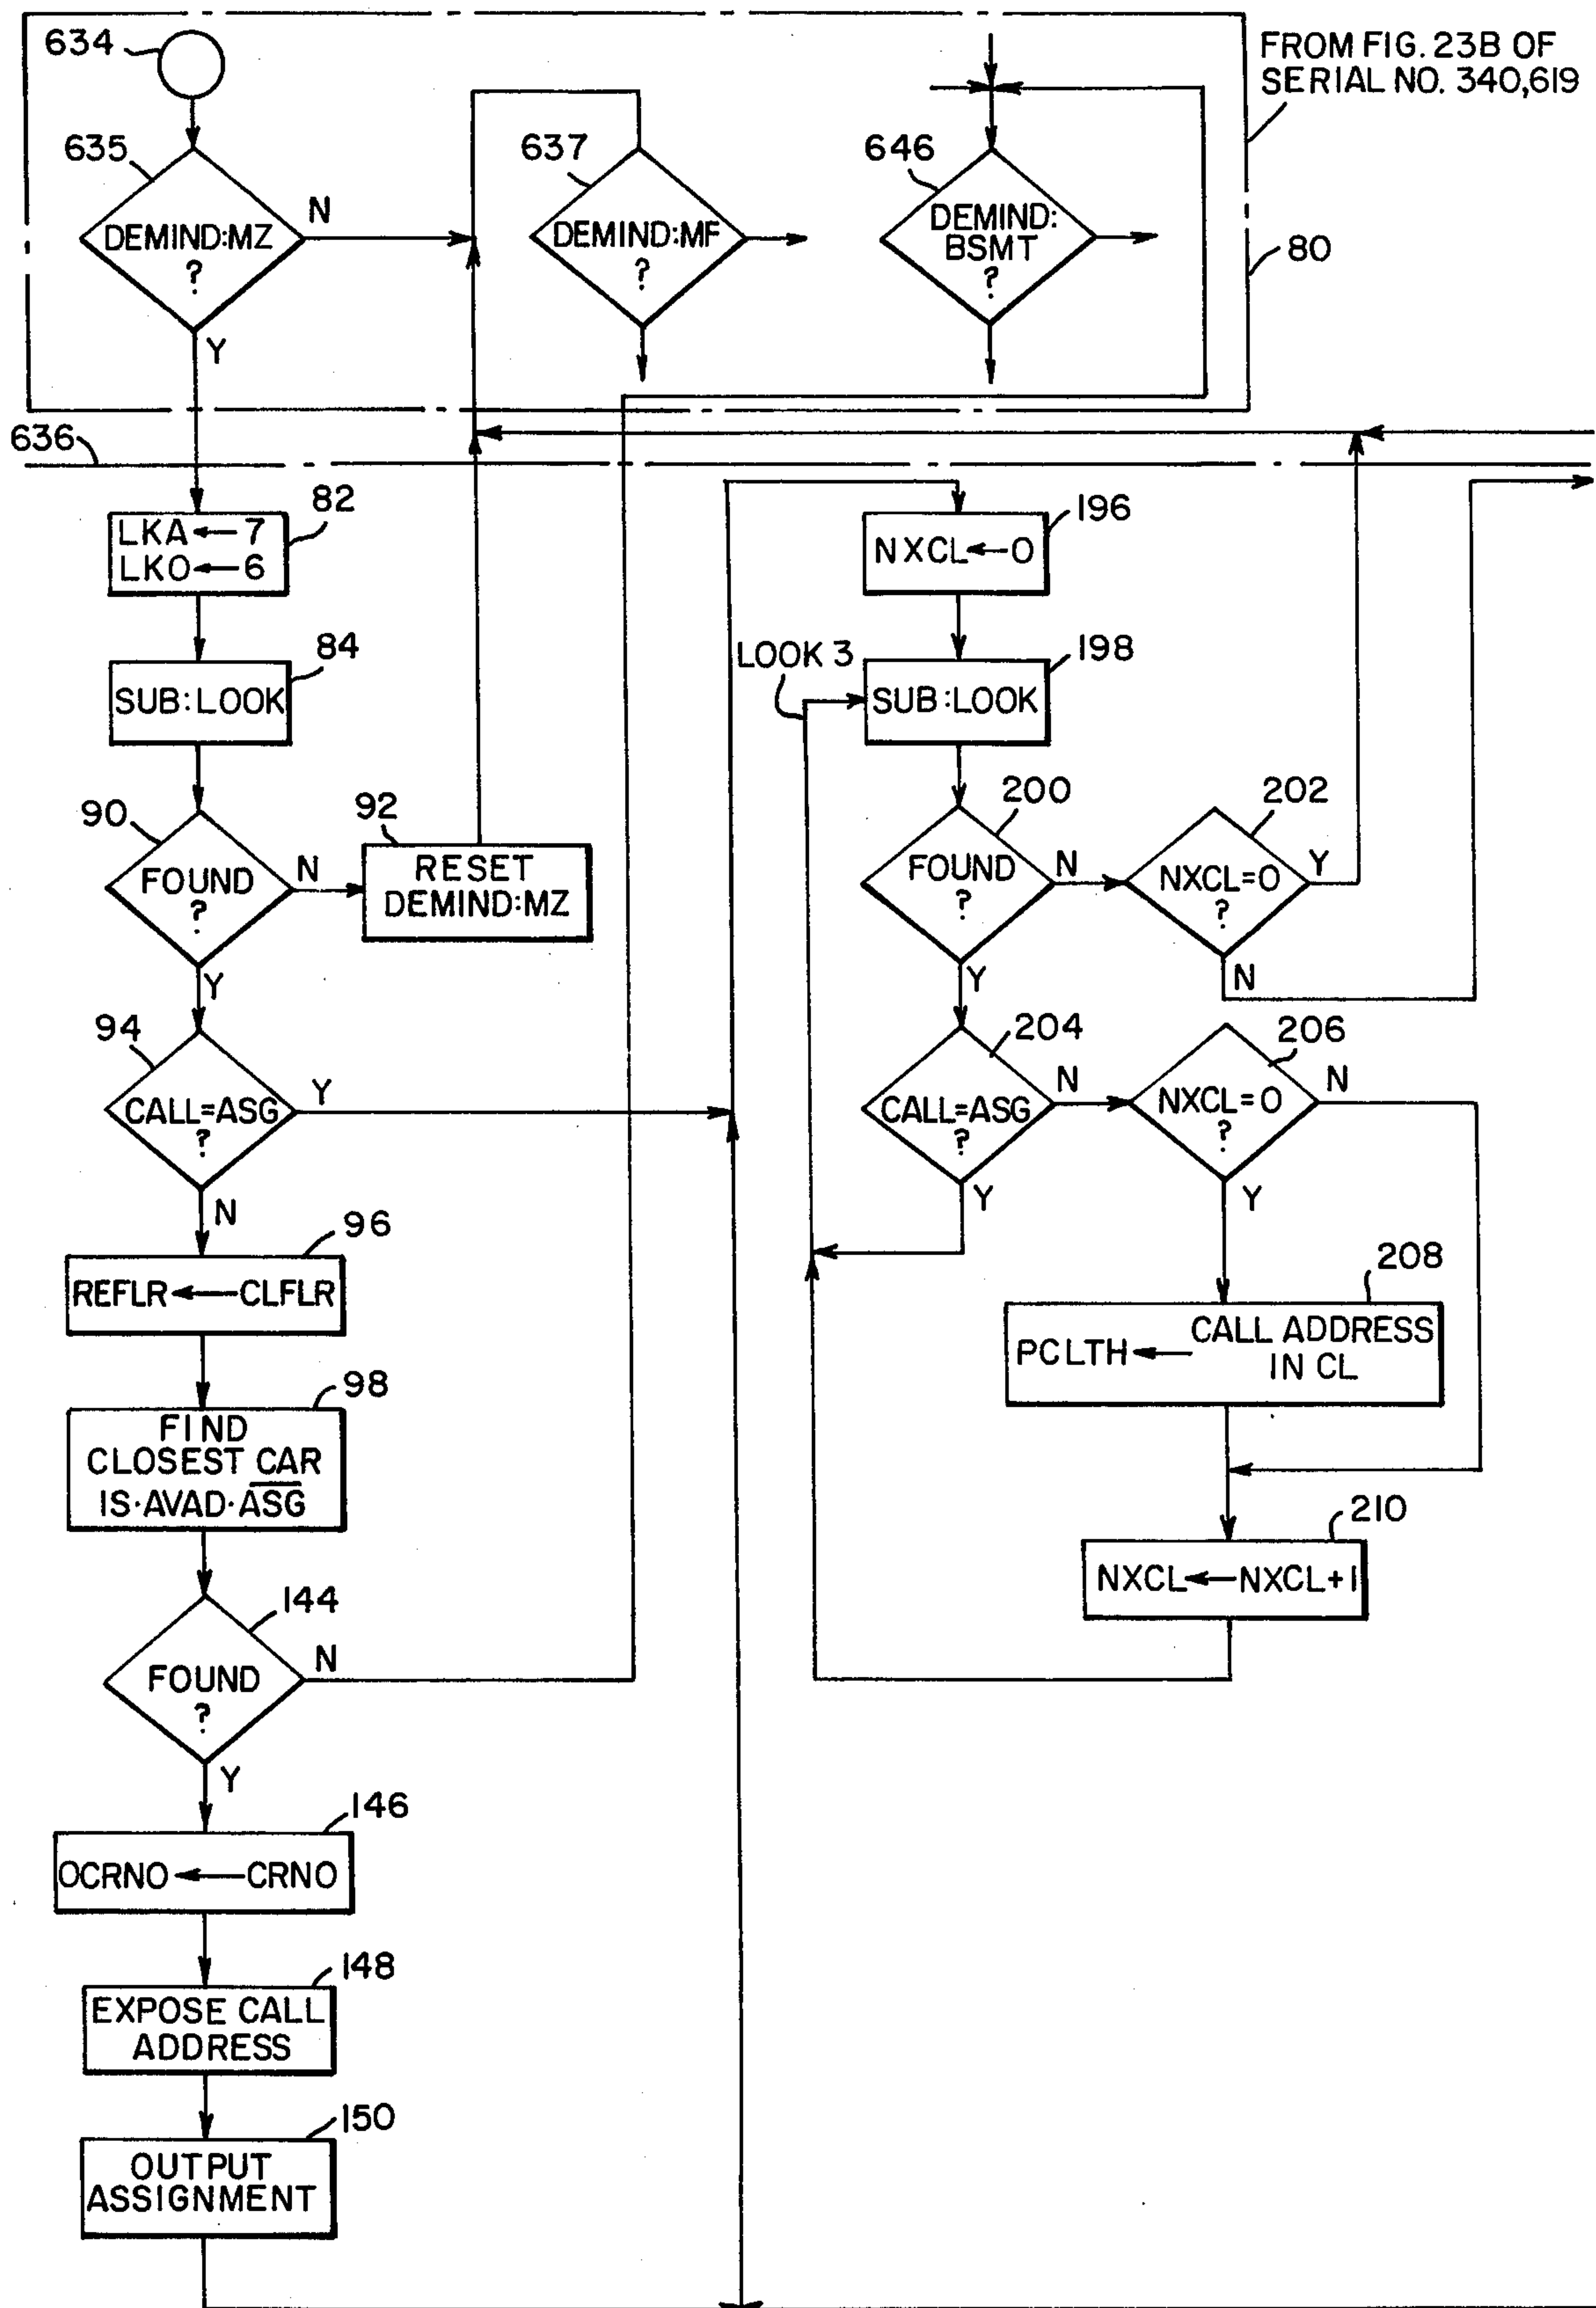 634
FROM FIG. 23B OF
SERIAL NO. 340,619
635
637
646
DEMIND:MZ
?
N
Y
DEMIND:MF
?
DEMIND:
BSMT
?
80
636
LKA←7
LKO←6
82
SUB:LOOK
84
90
FOUND
?
N
Y
92
RESET
DEMIND:MZ
94
CALL=ASG
?
Y
N
96
REFLR←CLFLR
98
FIND
CLOSEST CAR
IS·AVAD·A̅S̅G̅
144
FOUND
?
N
Y
146
OCRNO←CRNO
148
EXPOSE CALL
ADDRESS
150
OUTPUT
ASSIGNMENT
196
NXCL←0
LOOK 3
198
SUB:LOOK
200
FOUND
?
N
Y
202
NXCL=0
?
Y
N
204
CALL=ASG
?
N
Y
206
NXCL=0
?
N
Y
208
PCLTH← CALL ADDRESS
IN CL
210
NXCL←NXCL+1